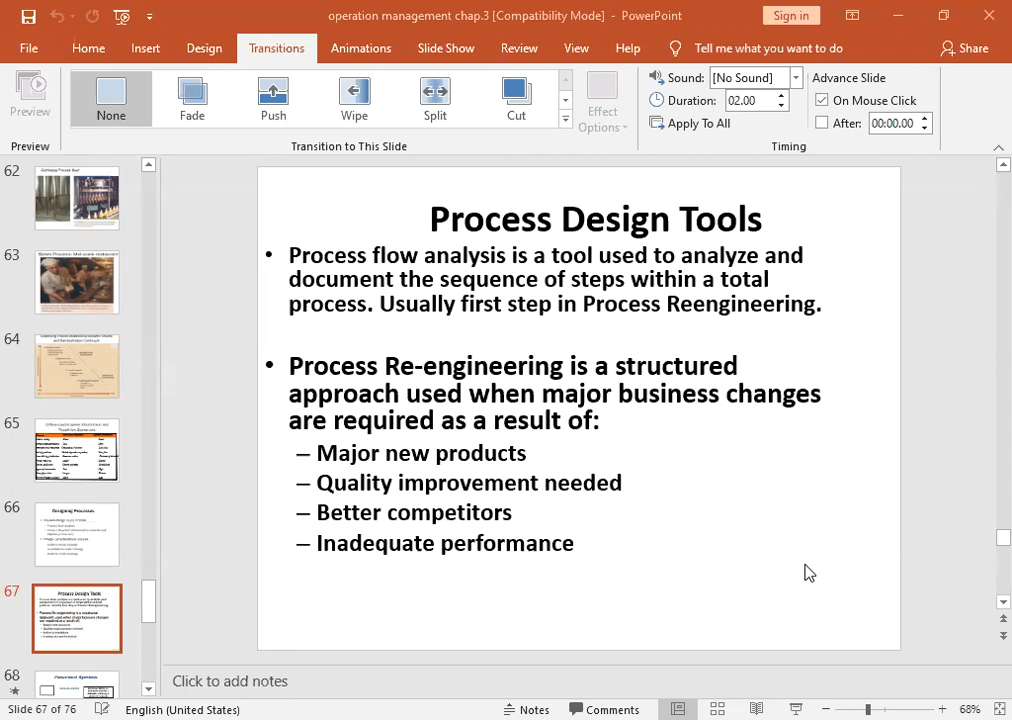 operation management chap.3 [Compatibility Mode] - PowerPoint
Sign in
File Home Insert Design Transitions Animations Slide Show Review View Help Tell me what you want to do Share
Preview
None Fade Push Wipe Split Cut
Effect
Options
Sound: [No Sound]
Duration: 02.00
Apply To All
Advance Slide
On Mouse Click
After: 00:00.00
Preview Transition to This Slide Timing
62
63
64
65
66
Designing Processes
67
Process Design Tools
68
Process Design Tools
• Process flow analysis is a tool used to analyze and
document the sequence of steps within a total
process. Usually first step in Process Reengineering.
• Process Re-engineering is a structured
approach used when major business changes
are required as a result of:
– Major new products
– Quality improvement needed
– Better competitors
– Inadequate performance
Click to add notes
Slide 67 of 76 English (United States) Notes Comments 68%